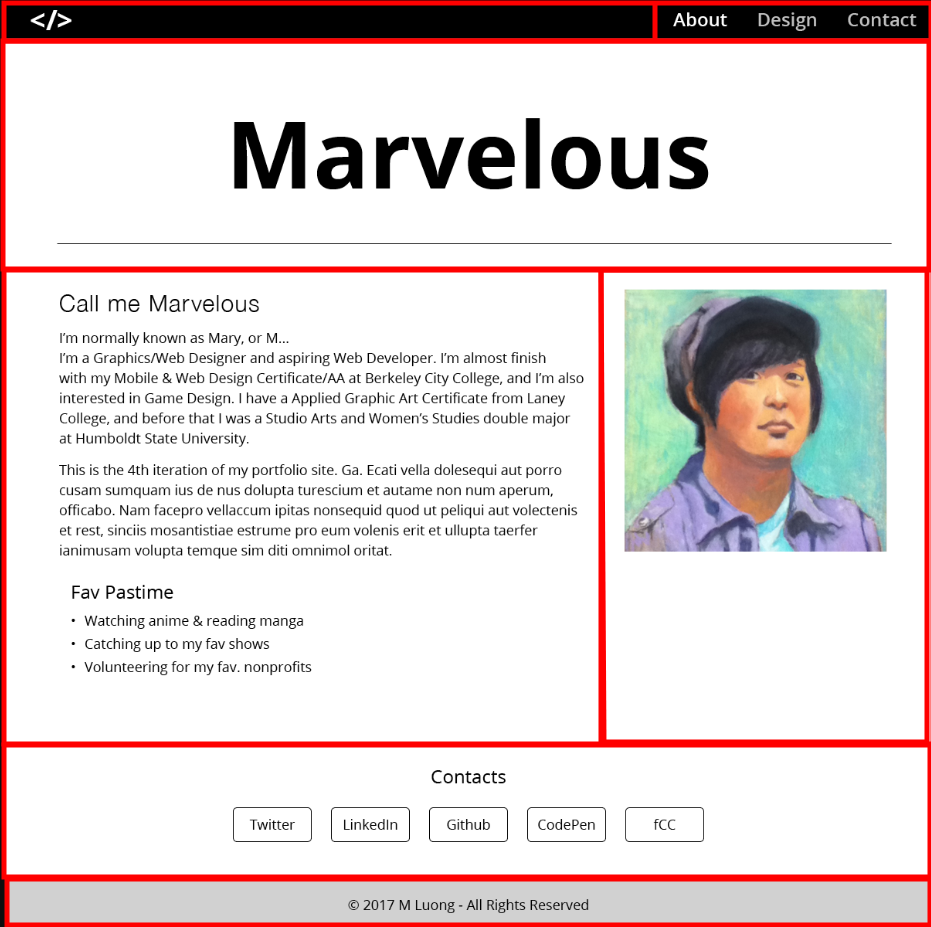 </>
About Design Contact
Marvelous
Call me Marvelous
I’m normally known as Mary, or M...
I’m a Graphics/Web Designer and aspiring Web Developer. I’m almost finish
with my Mobile & Web Design Certificate/AA at Berkeley City College, and I’m also
interested in Game Design. I have a Applied Graphic Art Certificate from Laney
College, and before that I was a Studio Arts and Women’s Studies double major
at Humboldt State University.
This is the 4th iteration of my portfolio site. Ga. Ecati vella dolesequi aut porro
cusam sumquam ius de nus dolupta turescium et autame non num aperum,
officabo. Nam facepro vellaccum ipitas nonsequid quod ut peliqui aut volectenis
et rest, sinciis mosantistiae estrume pro eum volenis erit et ullupta taerfer
ianimusam volupta temque sim diti omnimol oritat.
Fav Pastime
• Watching anime & reading manga
• Catching up to my fav shows
• Volunteering for my fav. nonprofits
Contacts
Twitter LinkedIn Github CodePen fCC
© 2017 M Luong - All Rights Reserved